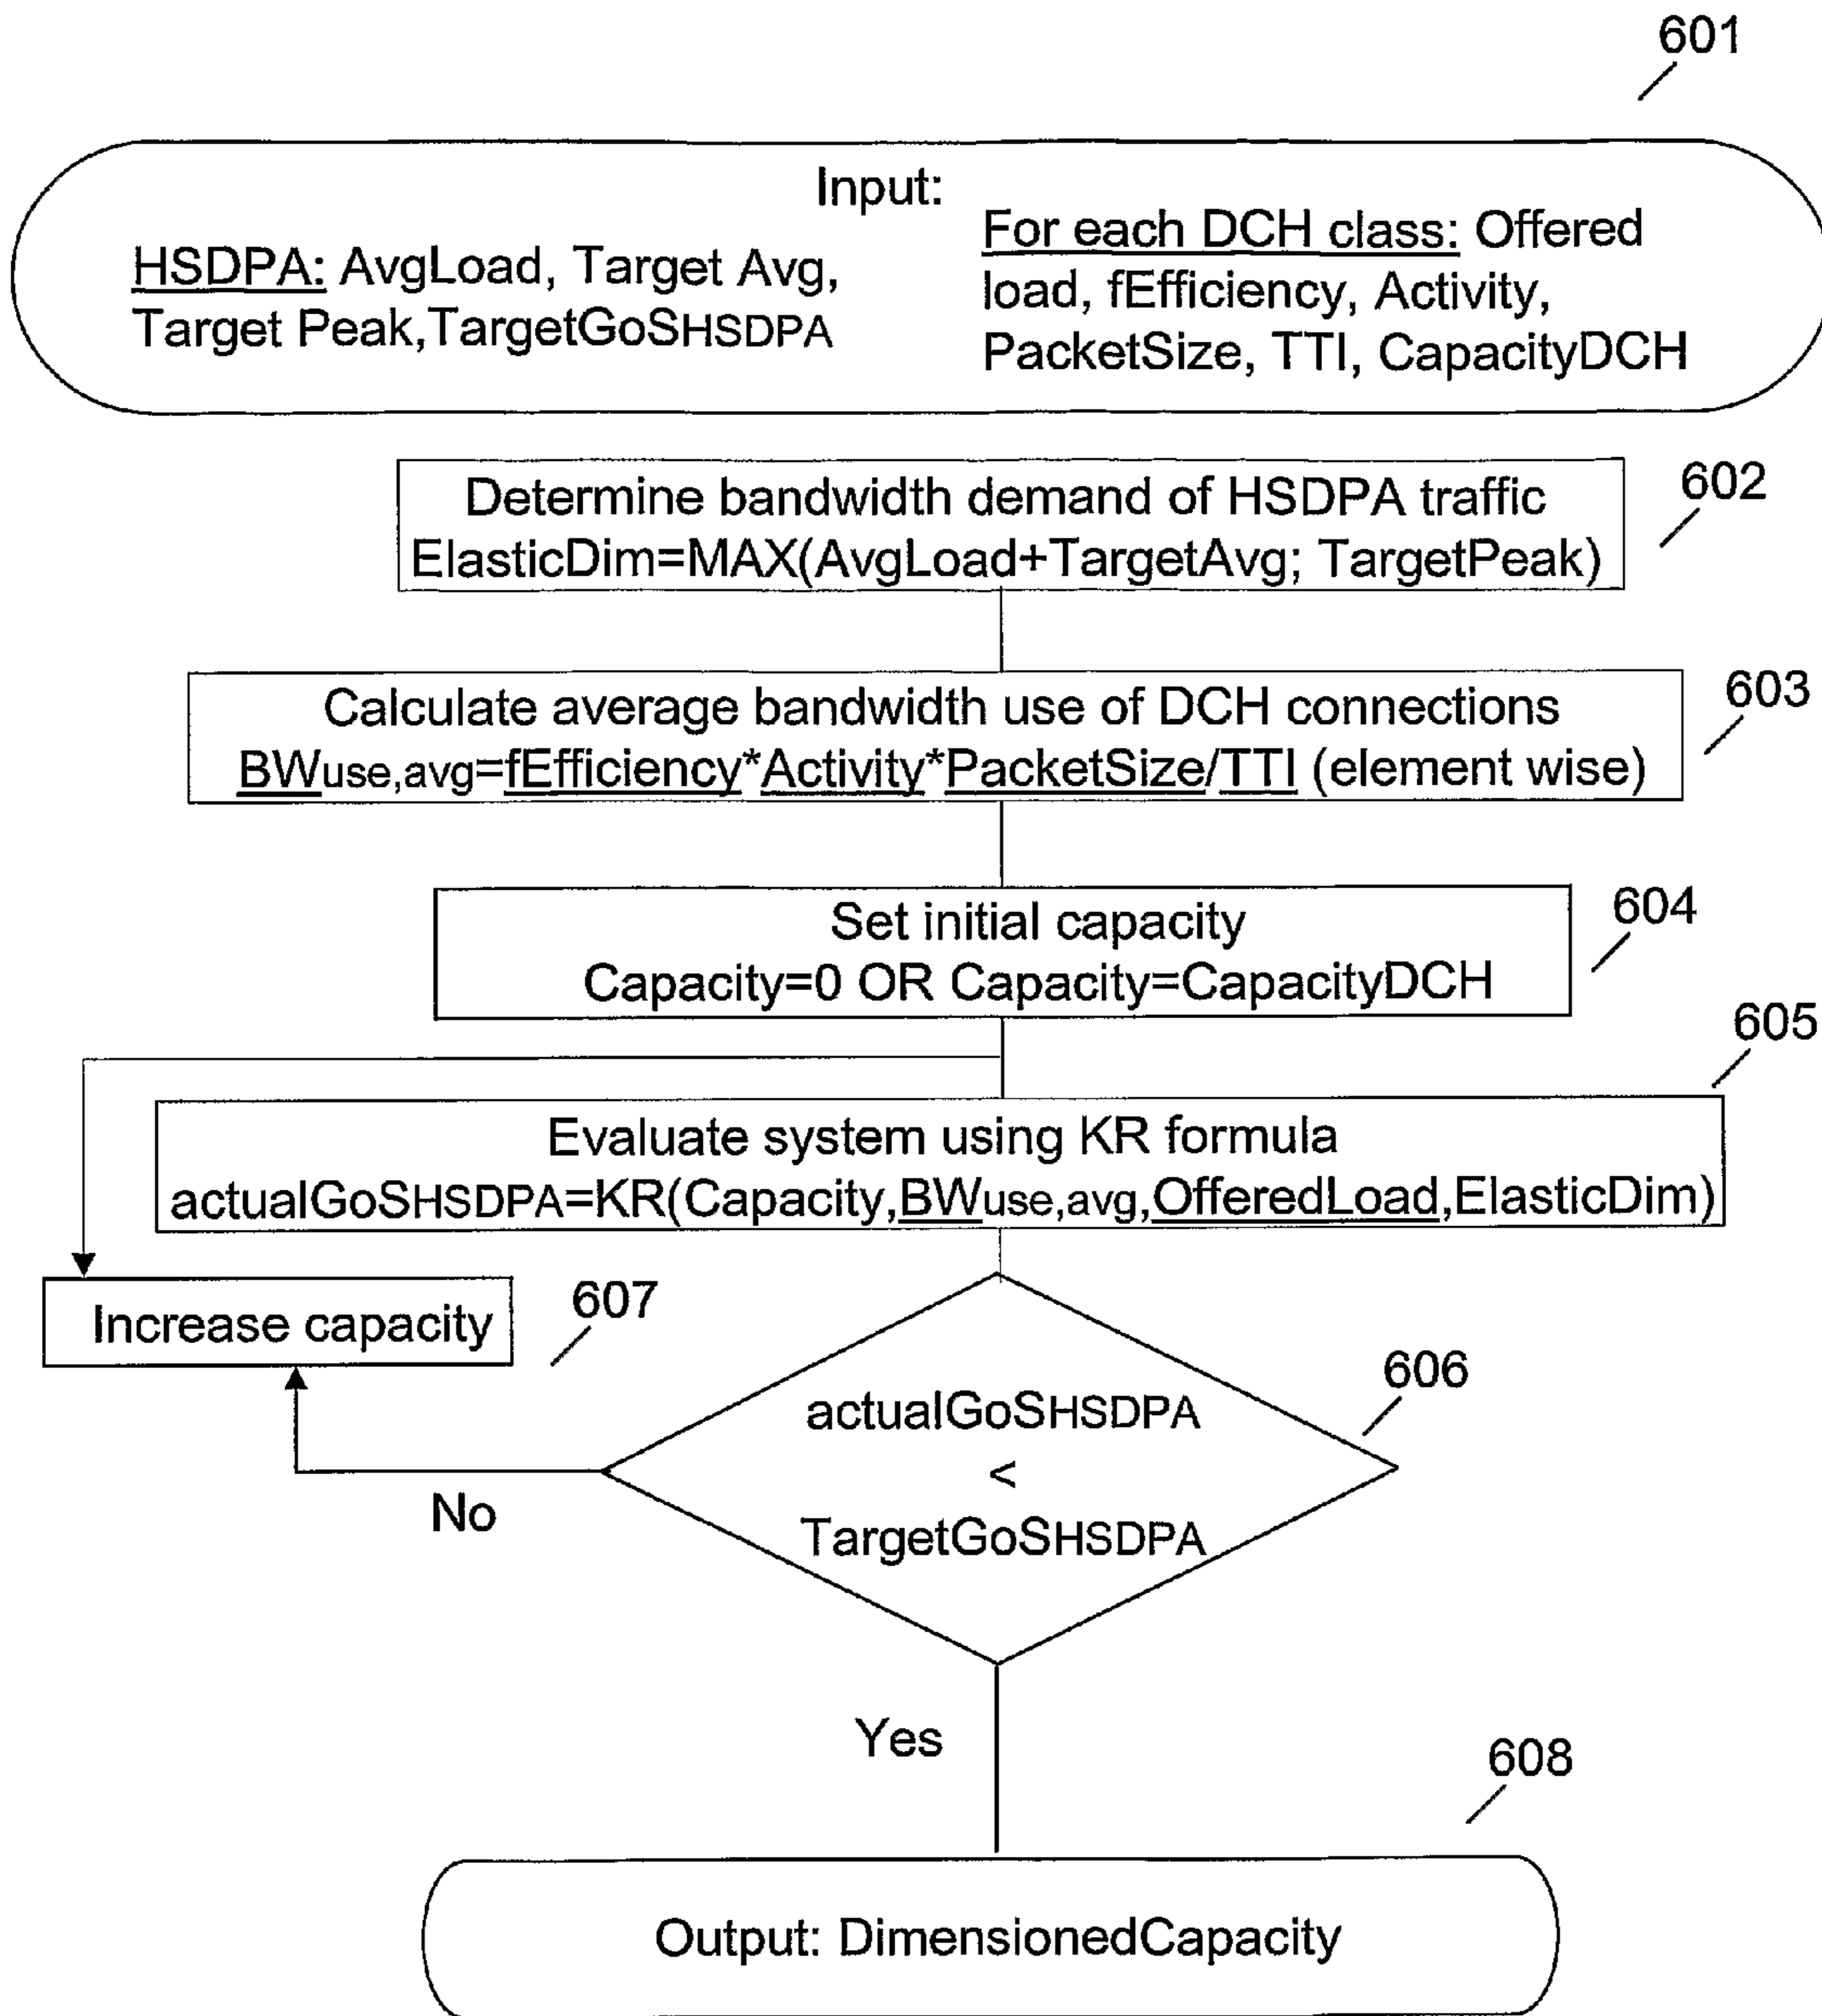 601
Input:
HSDPA: AvgLoad, Target Avg,
Target Peak,TargetGoSHSDPA
For each DCH class: Offered
load, fEfficiency, Activity,
PacketSize, TTI, CapacityDCH
602
Determine bandwidth demand of HSDPA traffic
ElasticDim=MAX(AvgLoad+TargetAvg; TargetPeak)
603
Calculate average bandwidth use of DCH connections
BWuse,avg=fEfficiency*Activity*PacketSize/TTI (element wise)
604
Set initial capacity
Capacity=0 OR Capacity=CapacityDCH
605
Evaluate system using KR formula
actualGoSHSDPA=KR(Capacity,BWuse,avg,OfferedLoad,ElasticDim)
607
Increase capacity
606
actualGoSHSDPA
<
TargetGoSHSDPA
No
Yes
608
Output: DimensionedCapacity